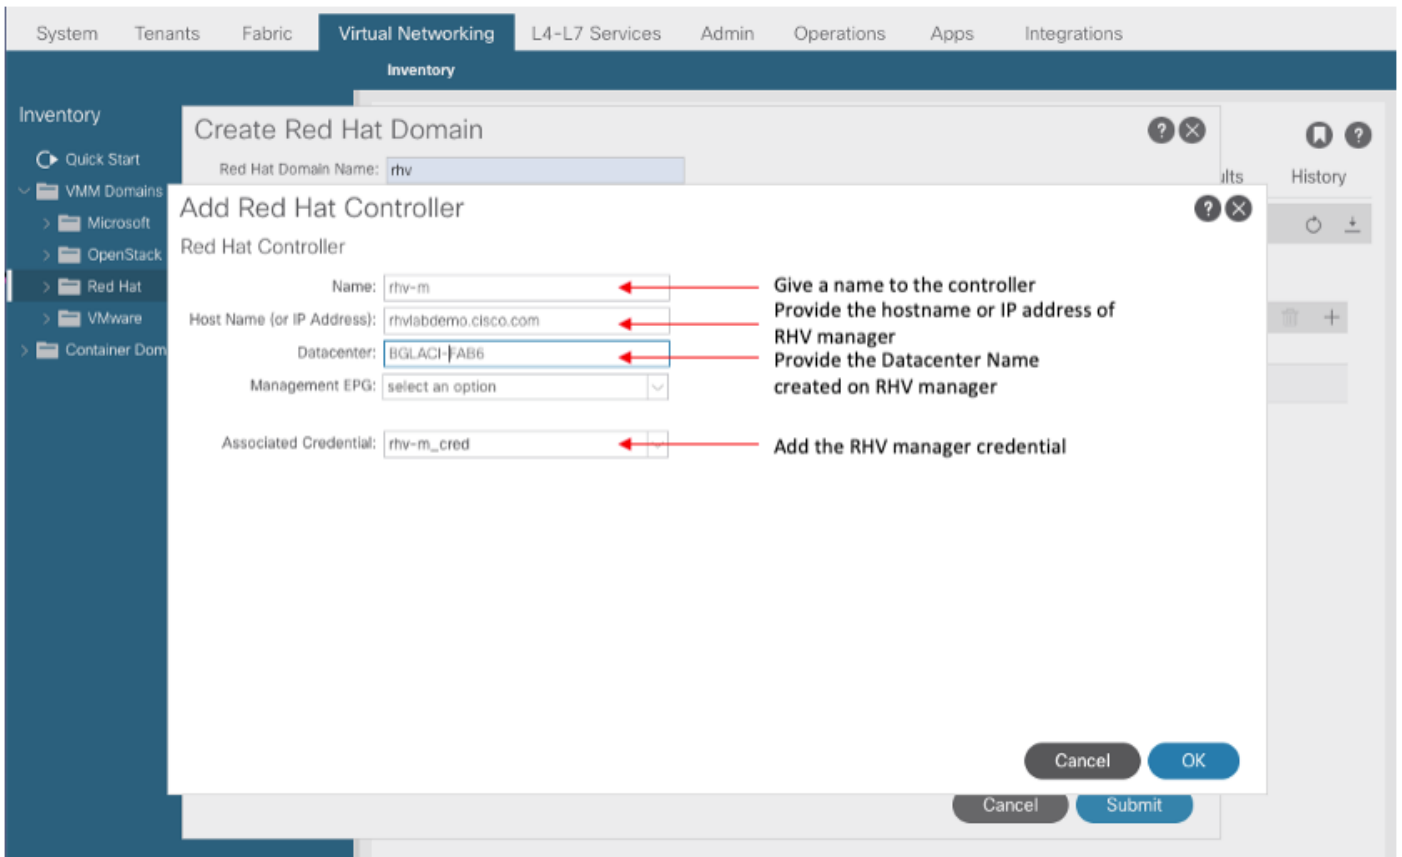 System Tenants Fabric Virtual Networking L4-L7 Services Admin Operations Apps Integrations
Inventory
Inventory
Quick Start
VMM Domains
Microsoft
OpenStack
Red Hat
VMware
Container Dom
Create Red Hat Domain
Red Hat Domain Name: rhv
ults History
Add Red Hat Controller
Red Hat Controller
Name: rhv-m
Host Name (or IP Address): rhvlabdemo.cisco.com
Datacenter: BGLACI-FAB6
Management EPG: select an option
Associated Credential: rhv-m_cred
Give a name to the controller
Provide the hostname or IP address of
RHV manager
Provide the Datacenter Name
created on RHV manager
Add the RHV manager credential
Cancel OK
Cancel Submit